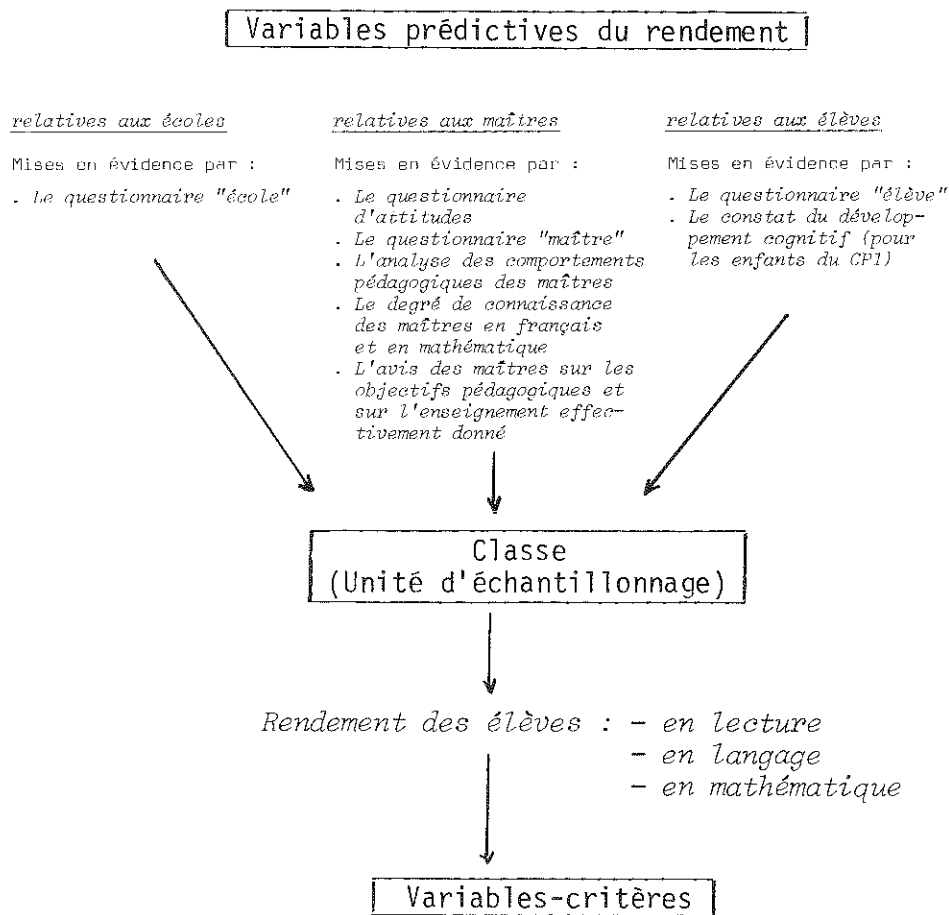 Variables prédictives du rendement
relatives aux écoles
Mises en évidence par :
. Le questionnaire "école"
relatives aux maîtres
Mises en évidence par :
. Le questionnaire
d'attitudes
. Le questionnaire "maître"
. L'analyse des comportements
pédagogiques des maîtres
. Le degré de connaissance
des maîtres en français
et en mathématique
. L'avis des maîtres sur les
objectifs pédagogiques et
sur l'enseignement effec-
tivement donné
relatives aux élèves
Mises en évidence par :
. Le questionnaire "élève"
. Le constat du dévelop-
pement cognitif (pour
les enfants du CP1)
Classe
(Unité d'échantillonnage)
Rendement des élèves : - en lecture
- en langage
- en mathématique
Variables-critères